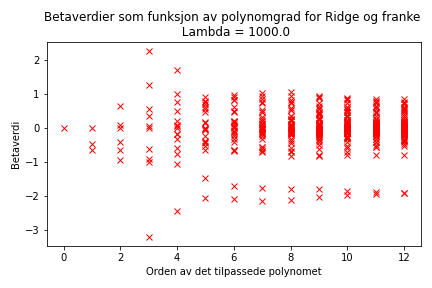 Betaverdier som funksjon av polynomgrad for Ridge og franke
Lambda = 1000.0
2
1
0
−1
−2
−3
Betaverdi
0 2 4 6 8 10 12
Orden av det tilpassede polynomet